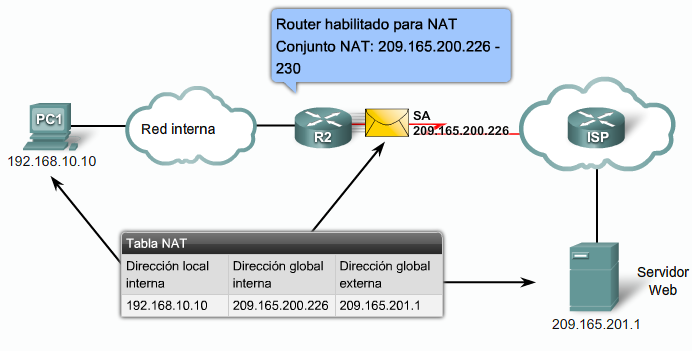 Router habilitado para NAT
Conjunto NAT: 209.165.200.226 -
230
PC1
192.168.10.10
Red interna
R2
SA
209.165.200.226
ISP
Tabla NAT
Dirección local
interna
Dirección global
interna
Dirección global
externa
192.168.10.10
209.165.200.226
209.165.201.1
Servidor
Web
209.165.201.1